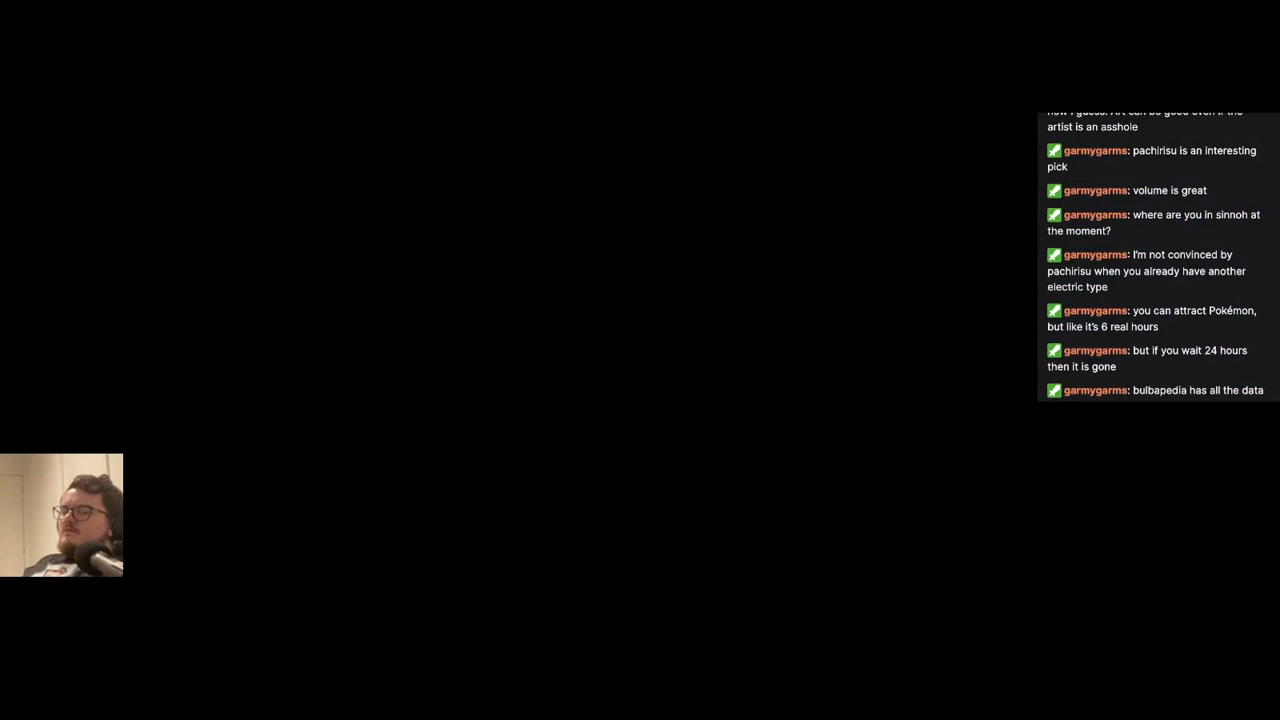 artist is an asshole
garmygarms: pachirisu is an interesting
pick
garmygarms: volume is great
garmygarms: where are you in sinnoh at
the moment?
garmygarms: I'm not convinced by
pachirisu when you already have another
electric type
garmygarms: you can attract Pokémon,
but like it's 6 real hours
garmygarms: but if you wait 24 hours
then it is gone
garmygarms: bulbapedia has all the data